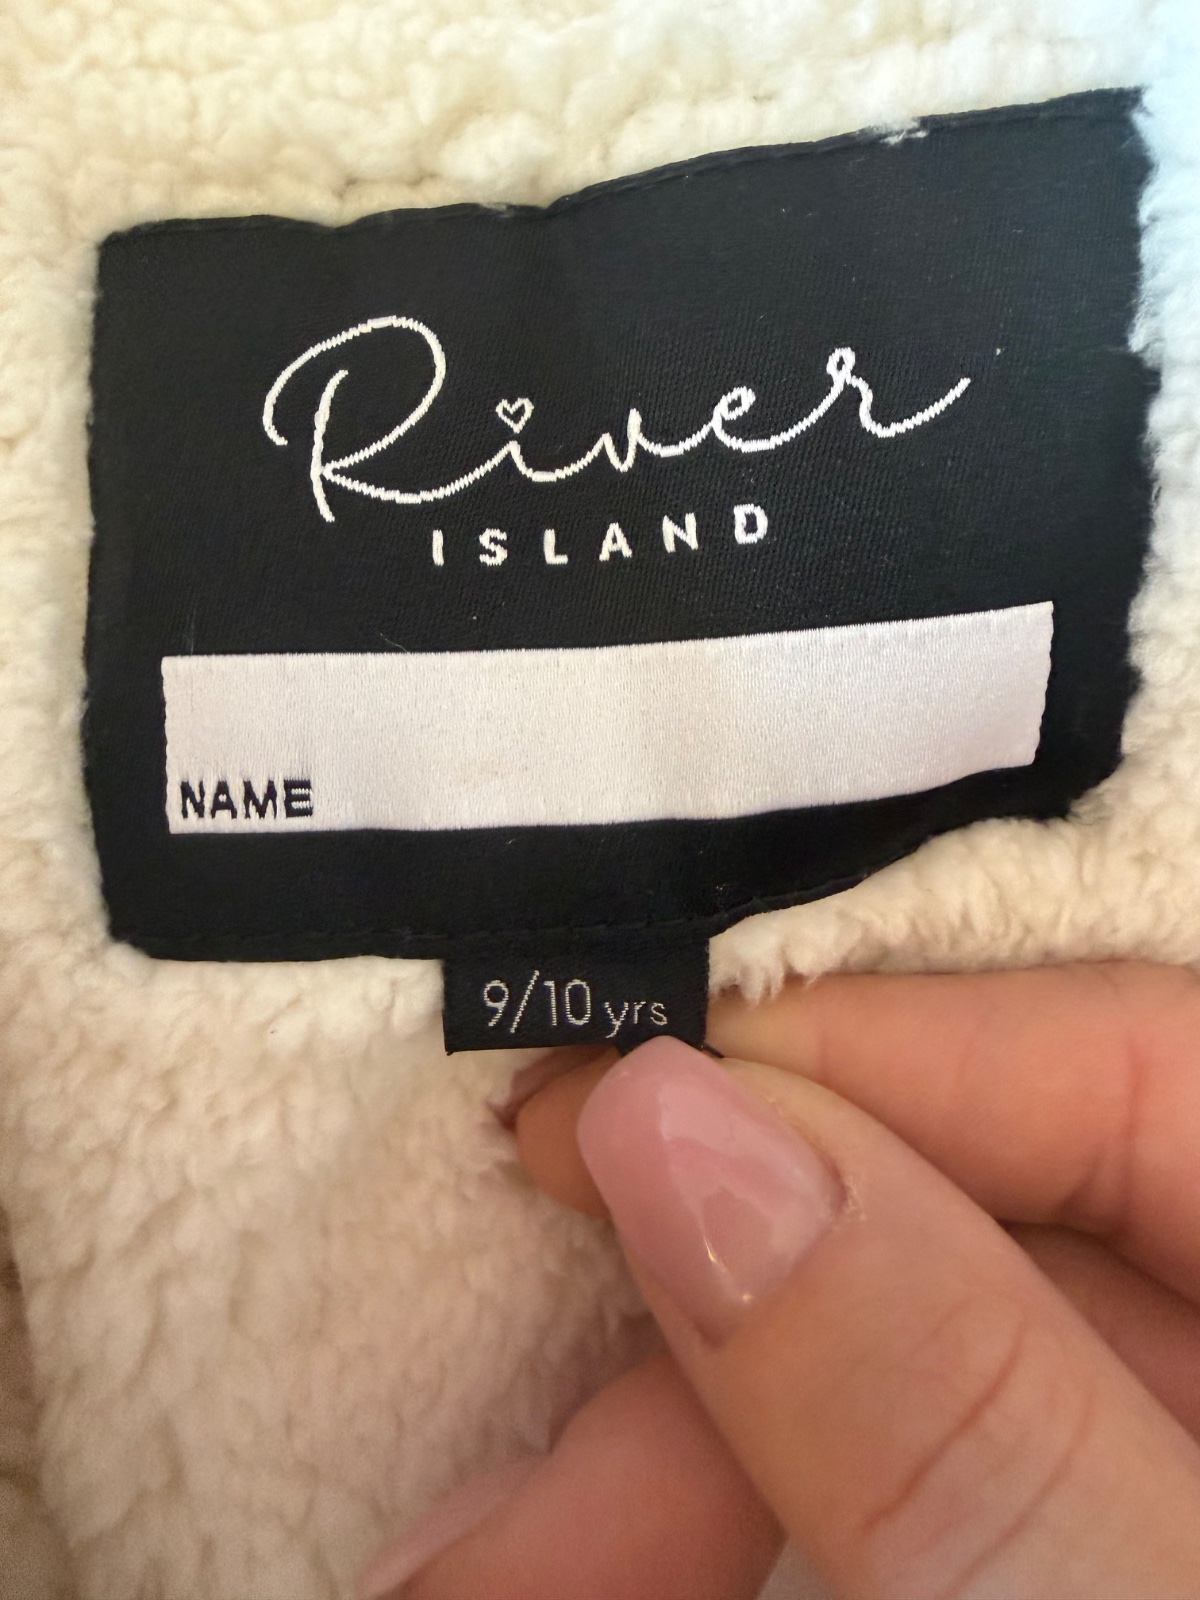 River
ISLAND
NAME
9/10 yrs